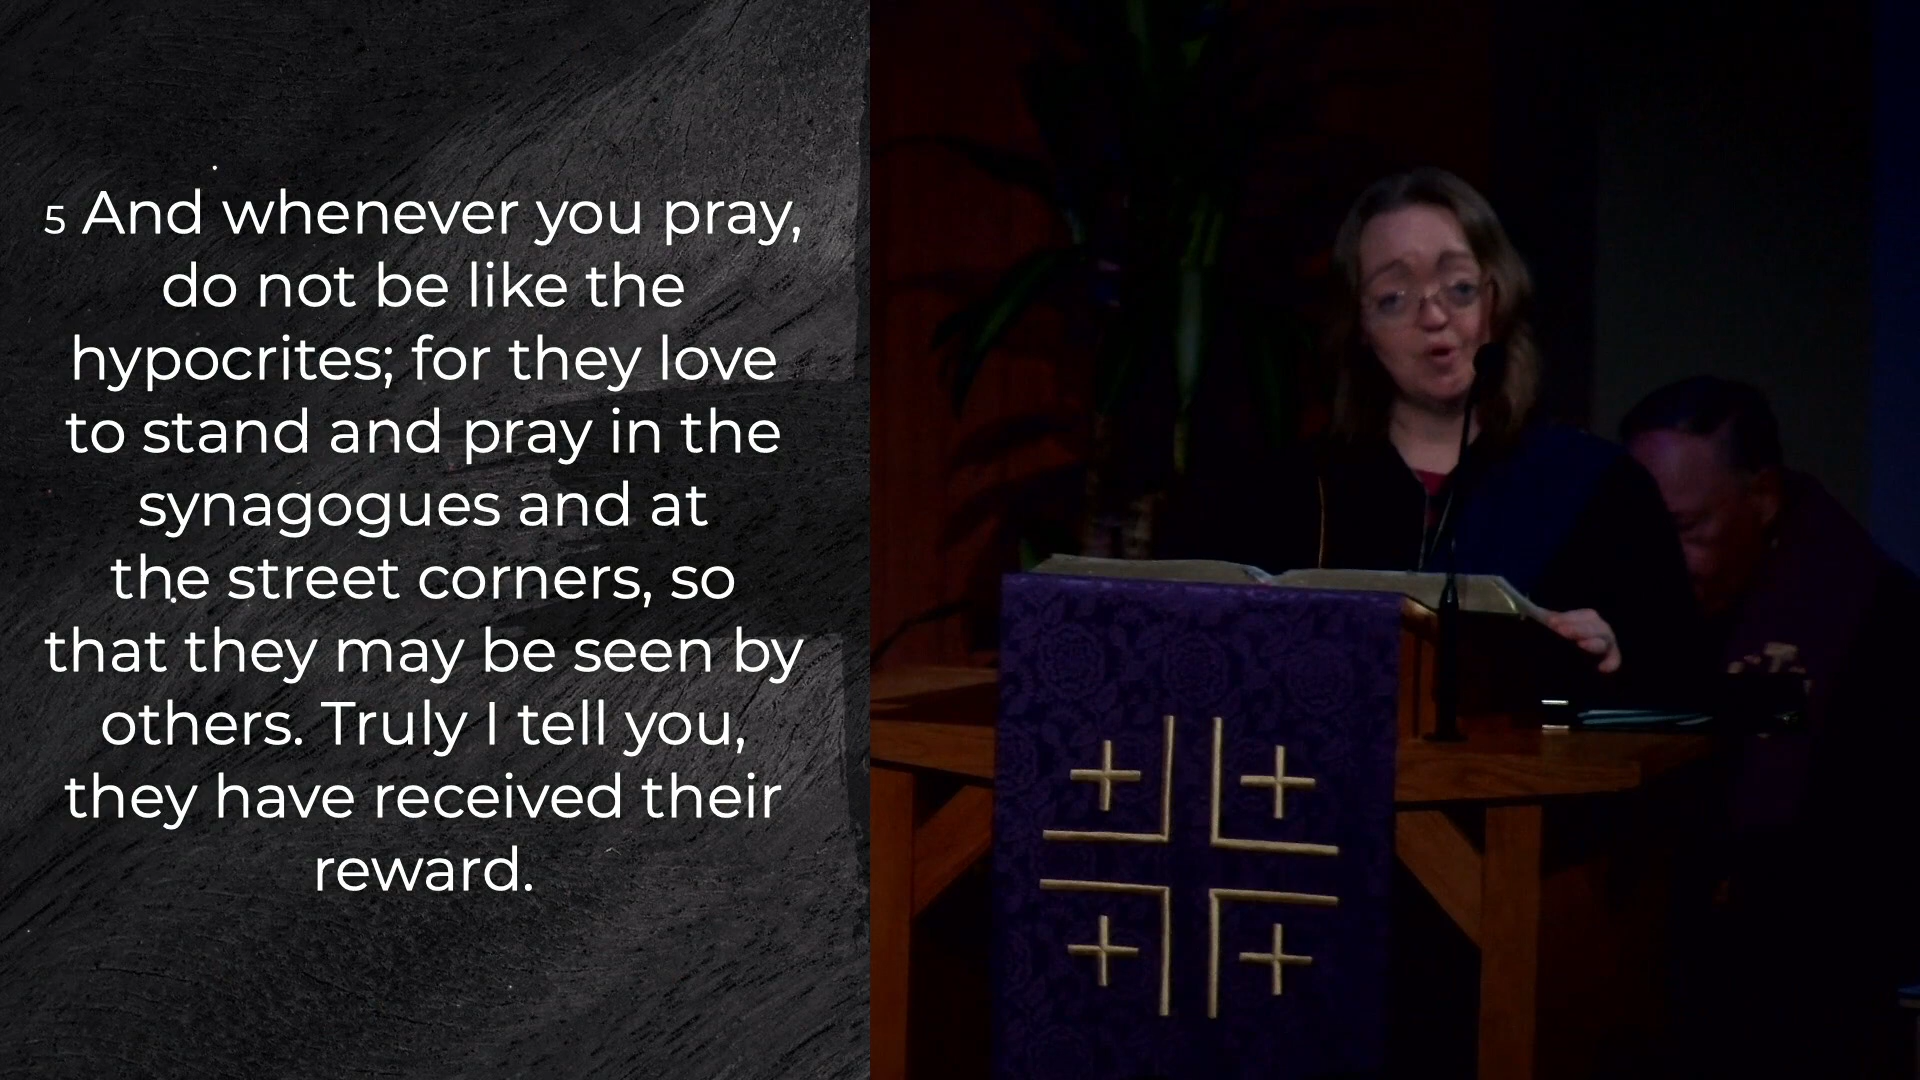 5 And whenever you pray,
do not be like the
hypocrites; for they love
to stand and pray in the
synagogues and at
the street corners, so
that they may be seen by
others. Truly I tell you,
they have received their
reward.